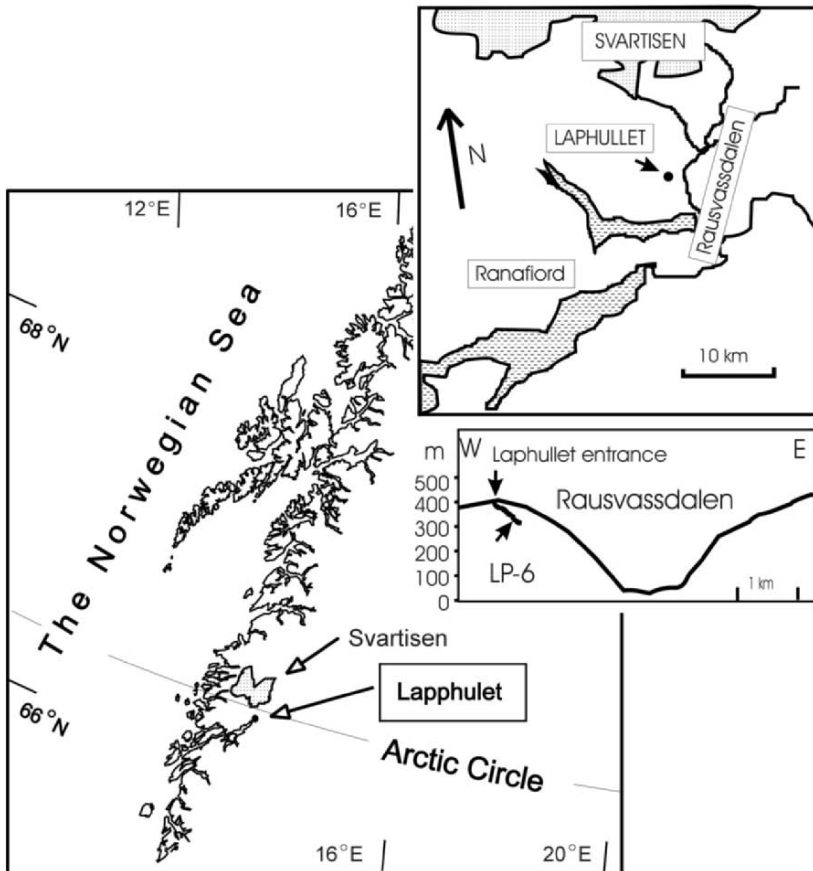 SVARTISEN
LAPHULLET
N
Rausvassdalen
Ranafiord
10 km
12°E
16°E
68°N
The Norwegian Sea
m
W
E
Laphullet entrance
Rausvassdalen
500
400
300
200
100
0
LP-6
1 km
Svartisen
Lapphulet
66°N
Arctic Circle
16°E
20°E